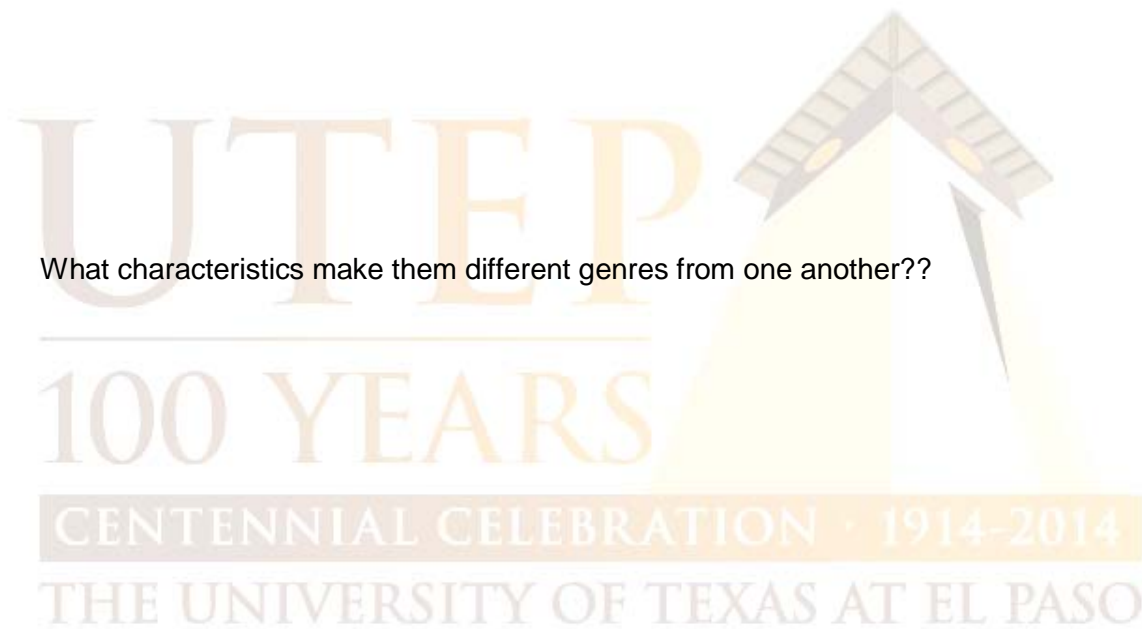 UTEP
What characteristics make them different genres from one another??
100 YEARS
CENTENNIAL CELEBRATION · 1914-2014
THE UNIVERSITY OF TEXAS AT EL PASO